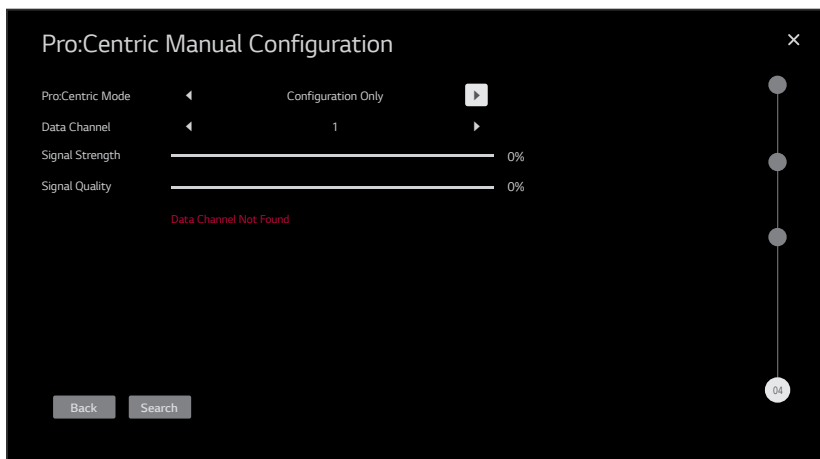 Pro:Centric Manual Configuration
Pro:Centric Mode Configuration Only
Data Channel 1
Signal Strength 0%
Signal Quality 0%
Data Channel Not Found
04
Back Search